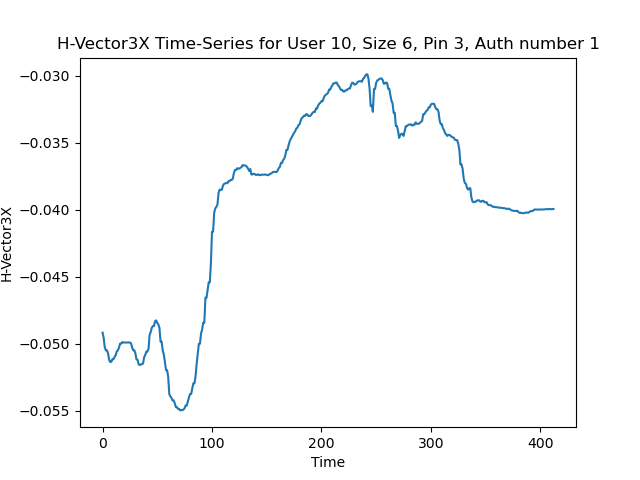 H-Vector3X Time-Series for User 10, Size 6, Pin 3, Auth number 1
−0.030
−0.035
−0.040
−0.045
−0.050
−0.055
H-Vector3X
0 100 200 300 400
Time